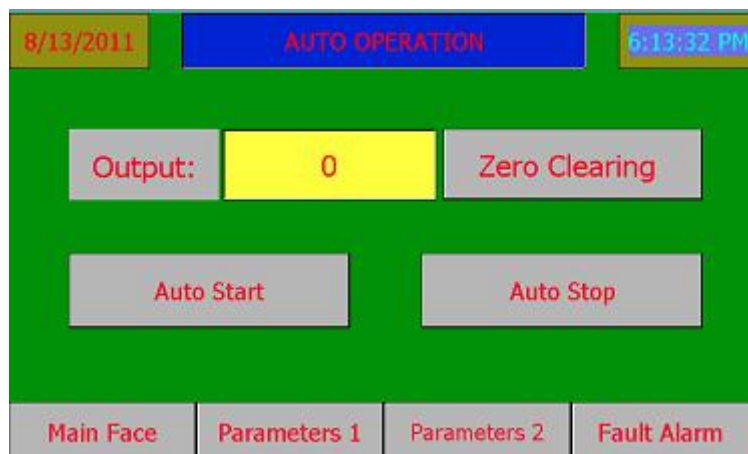 8/13/2011 AUTO OPERATION 6:13:32 PM
Output: 0 Zero Clearing
Auto Start Auto Stop
Main Face Parameters 1 Parameters 2 Fault Alarm